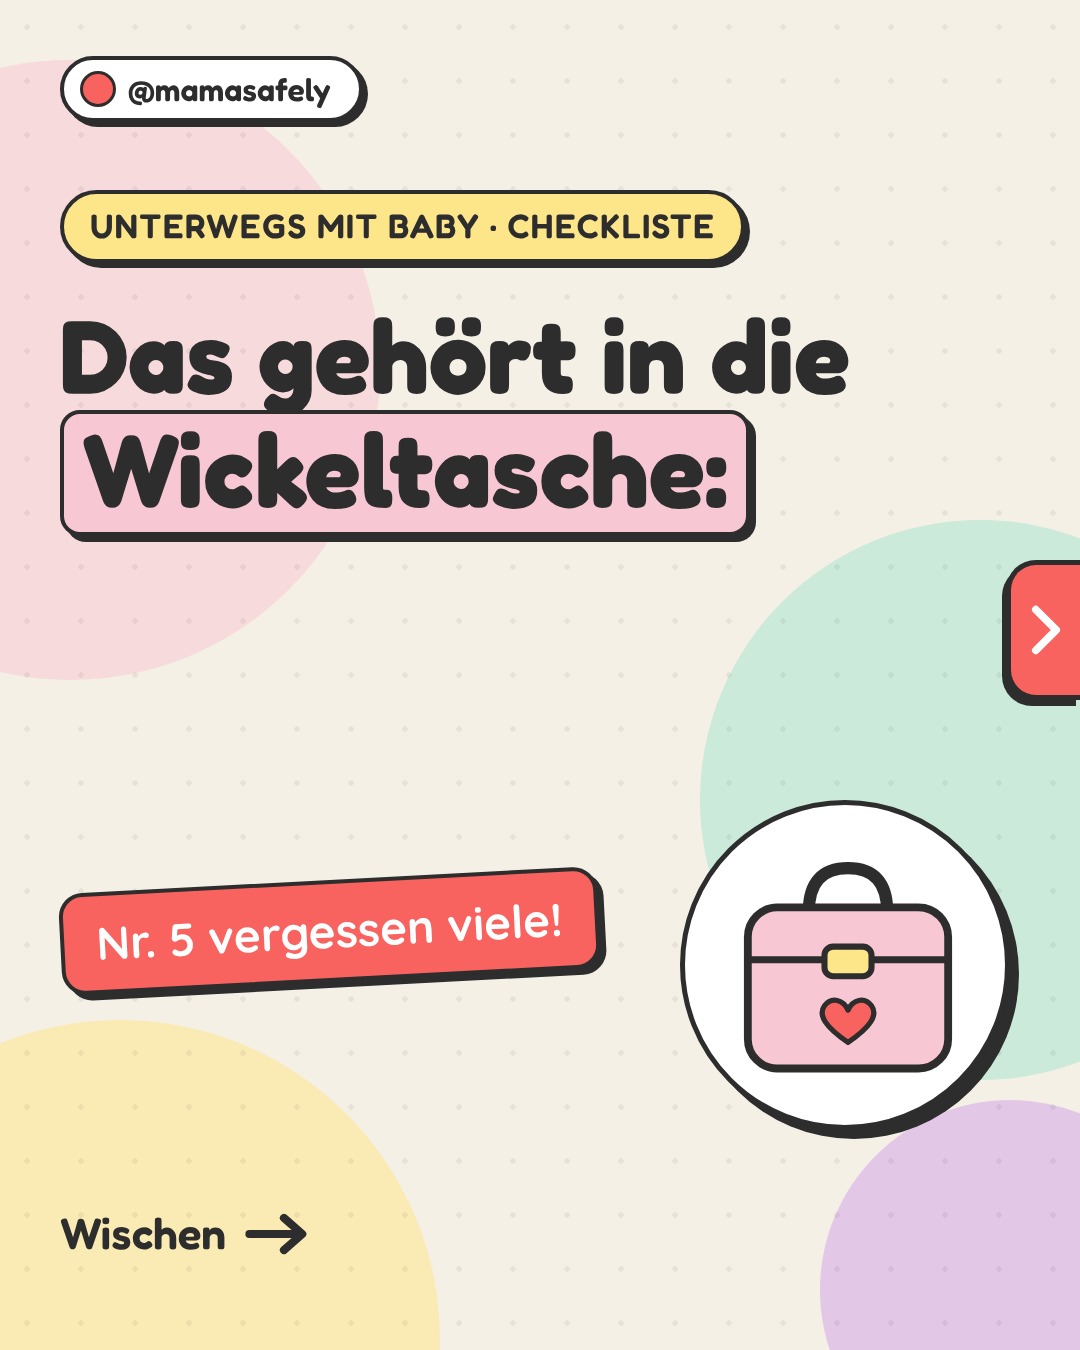 @mamasafely
UNTERWEGS MIT BABY · CHECKLISTE
Das gehört in die
Wickeltasche:
Nr. 5 vergessen viele!
Wischen →